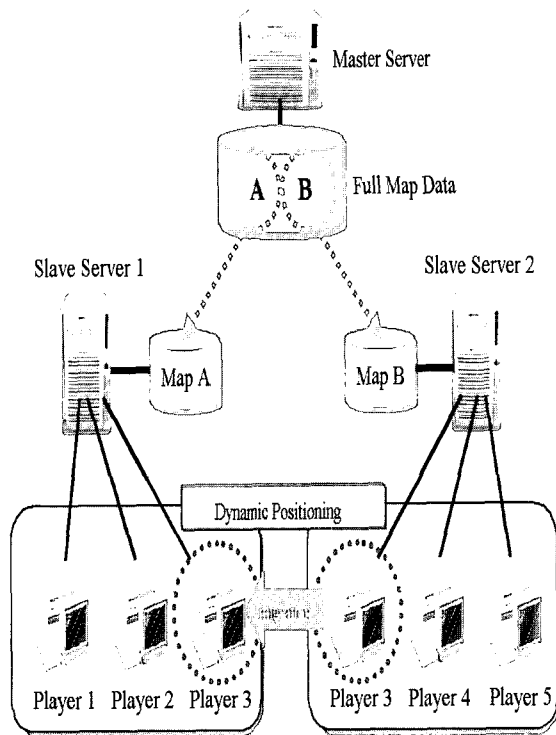 Master Server
A B
Full Map Data
Slave Server 1
Slave Server 2
Map A
Map B
Dynamic Positioning
Player 1
Player 2
Player 3
Player 3
Player 4
Player 5